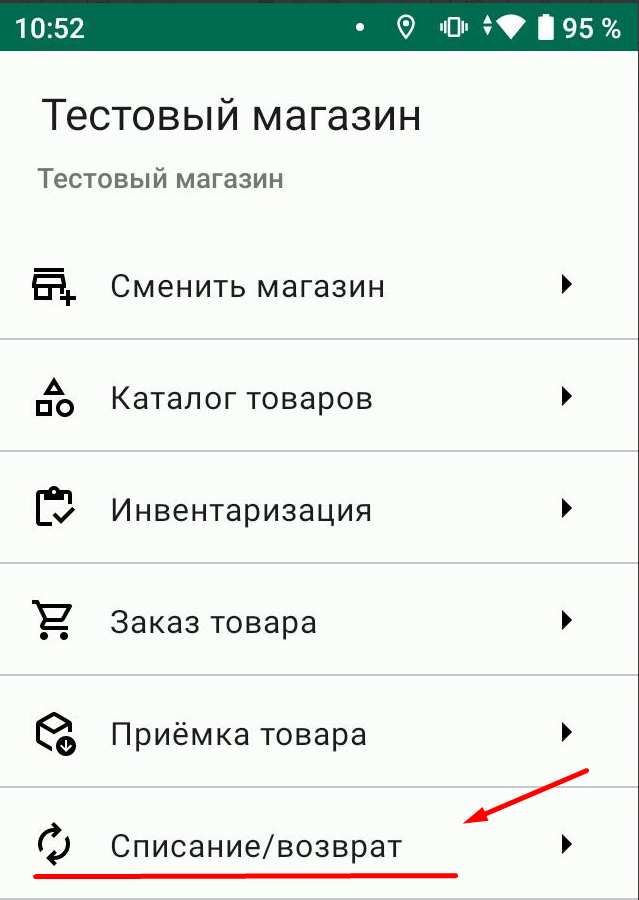 10:52
95 %
Тестовый магазин
Тестовый магазин
Сменить магазин
Каталог товаров
Инвентаризация
Заказ товара
Приёмка товара
Списание/возврат